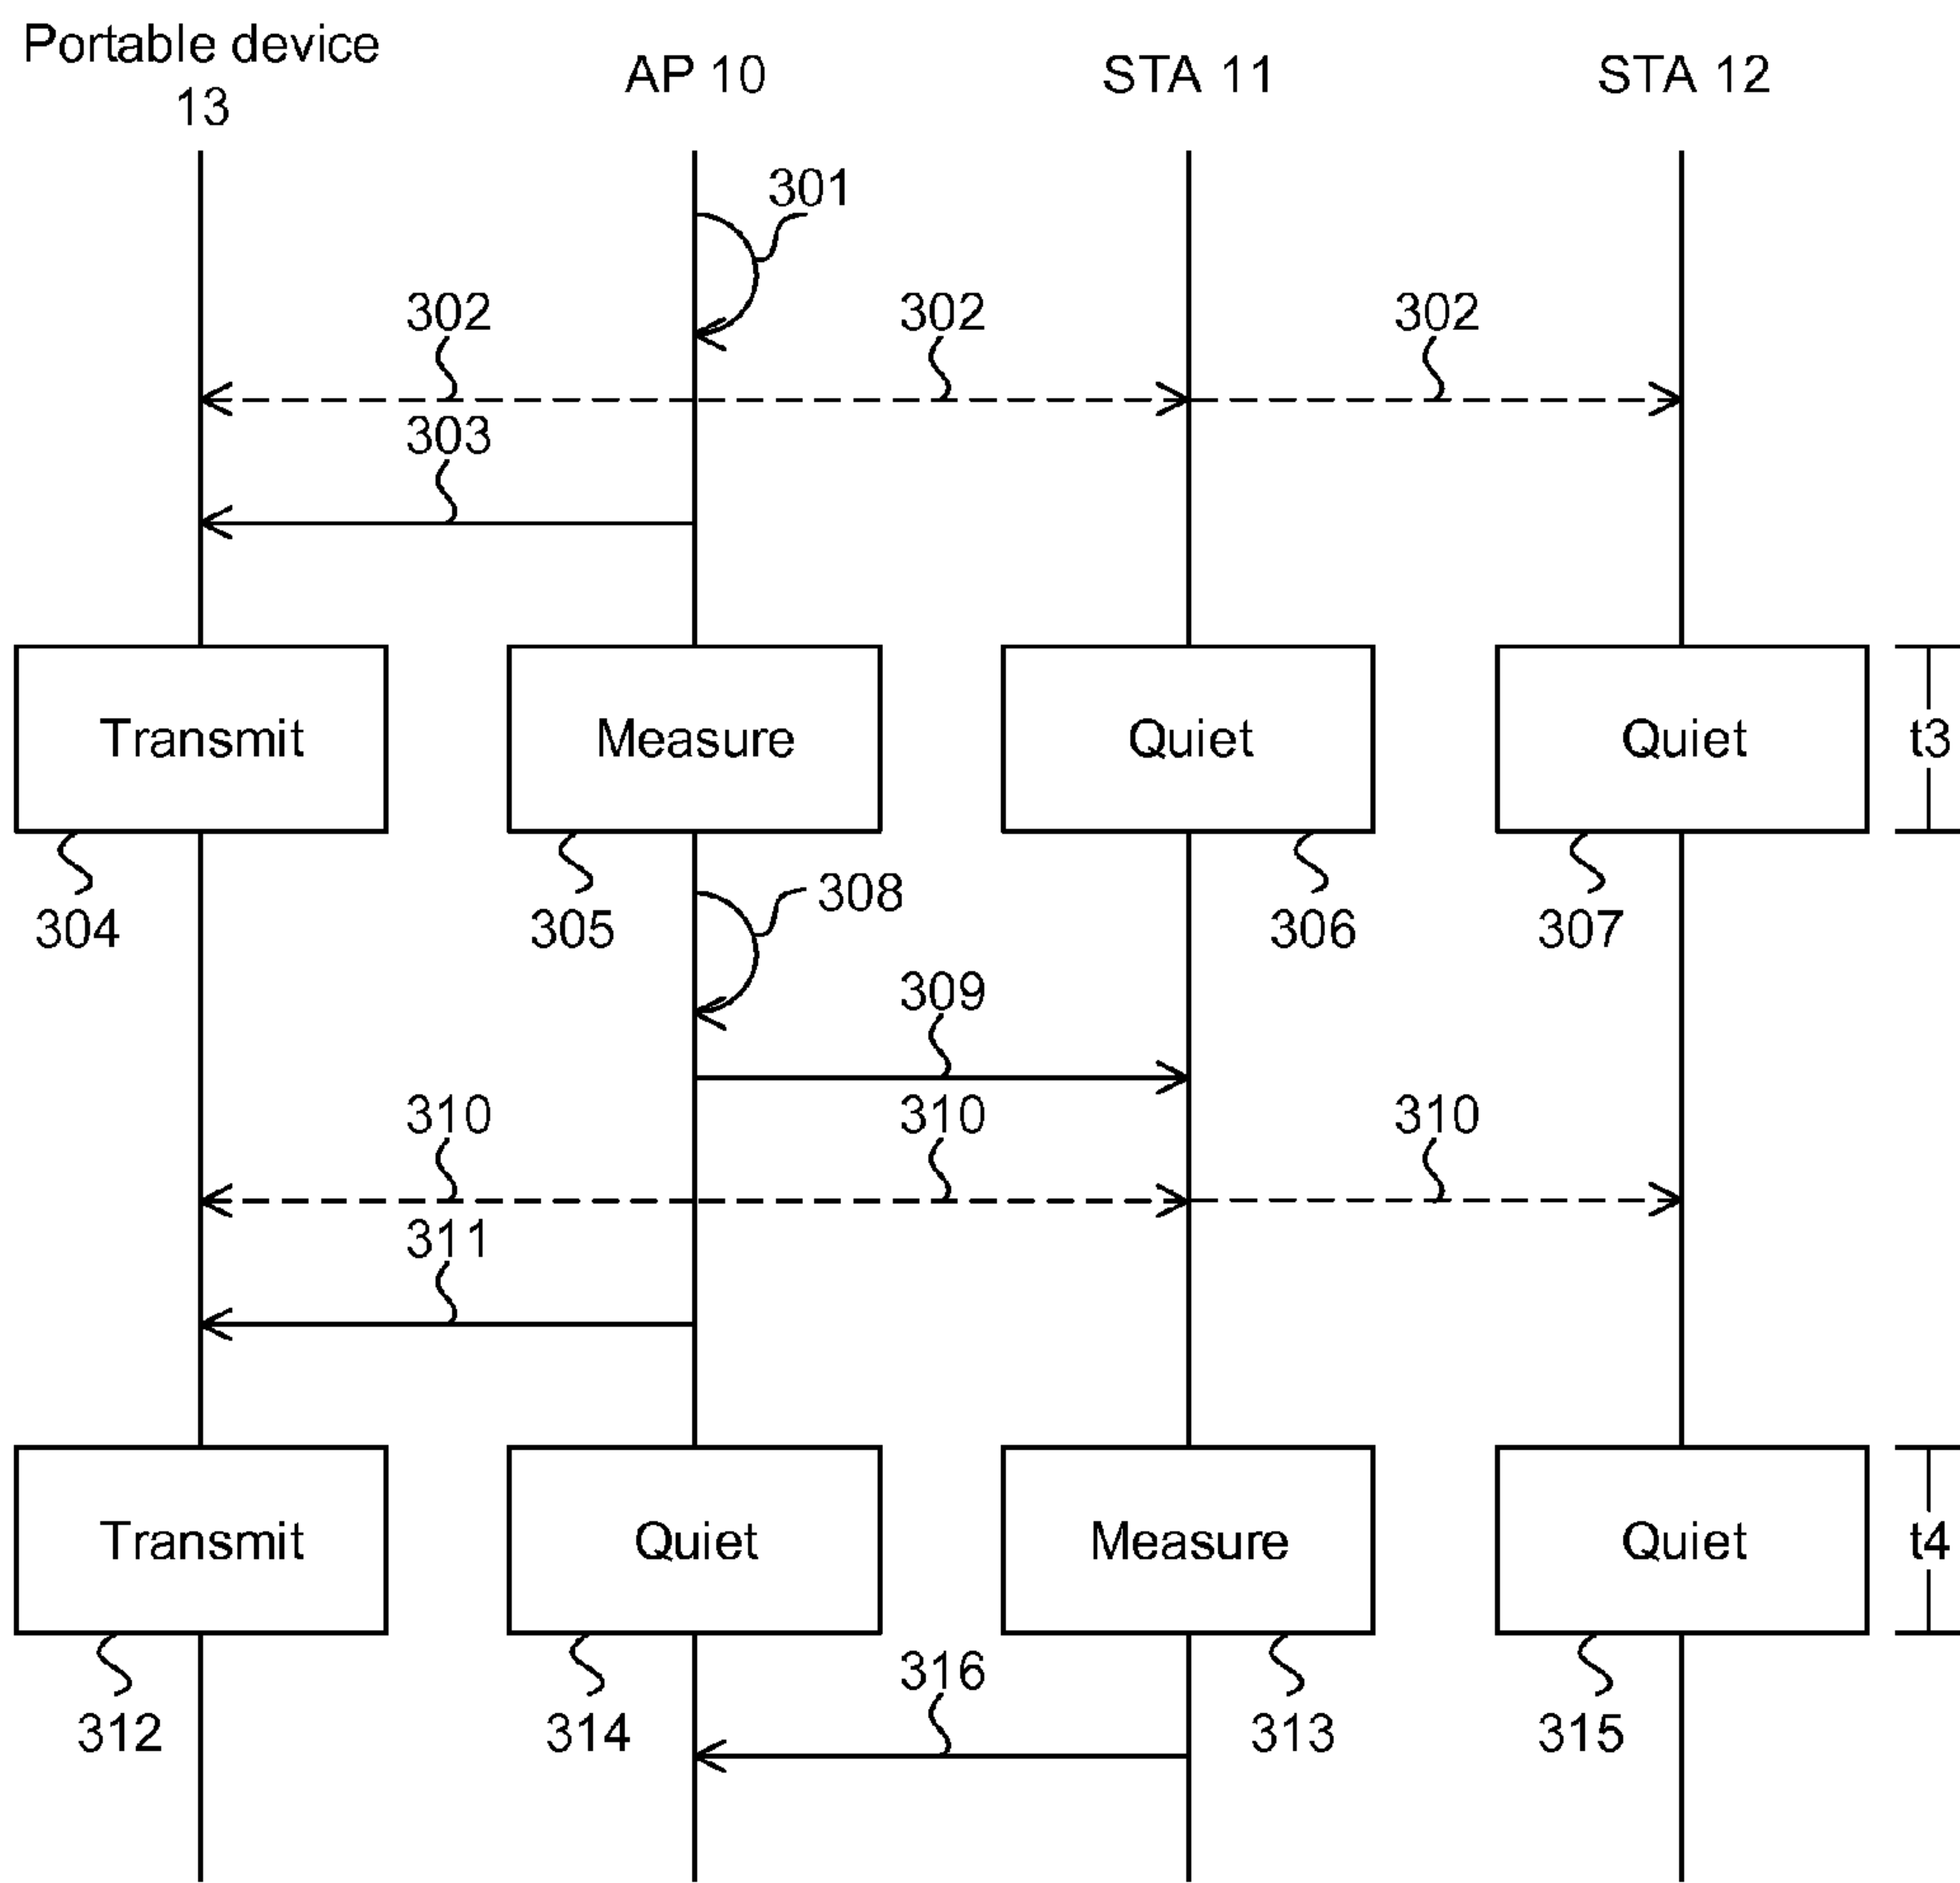 Portable device
13
AP 10
STA 11
STA 12
301
302
302
302
303
Transmit
Measure
Quiet
Quiet
t3
304
305
306
307
308
309
310
310
310
311
Transmit
Quiet
Measure
Quiet
t4
312
314
316
313
315